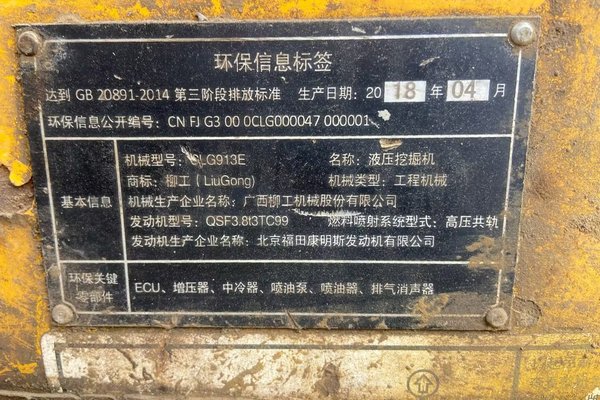 环保信息标签
达到 GB 20891-2014 第三阶段排放标准 生产日期：2018 年 04 月
环保信息公开编号：CN FJ G3 00 0CLG000047 000001
基本信息
机械型号：CLG913E 名称：液压挖掘机
商标：柳工（LiuGong） 机械类型：工程机械
机械生产企业名称：广西柳工机械股份有限公司
发动机型号：QSF3.8t3TC99 燃料喷射系统型式：高压共轨
发动机生产企业名称：北京福田康明斯发动机有限公司
环保关键
零部件
ECU、增压器、中冷器、喷油泵、喷油器、排气消声器